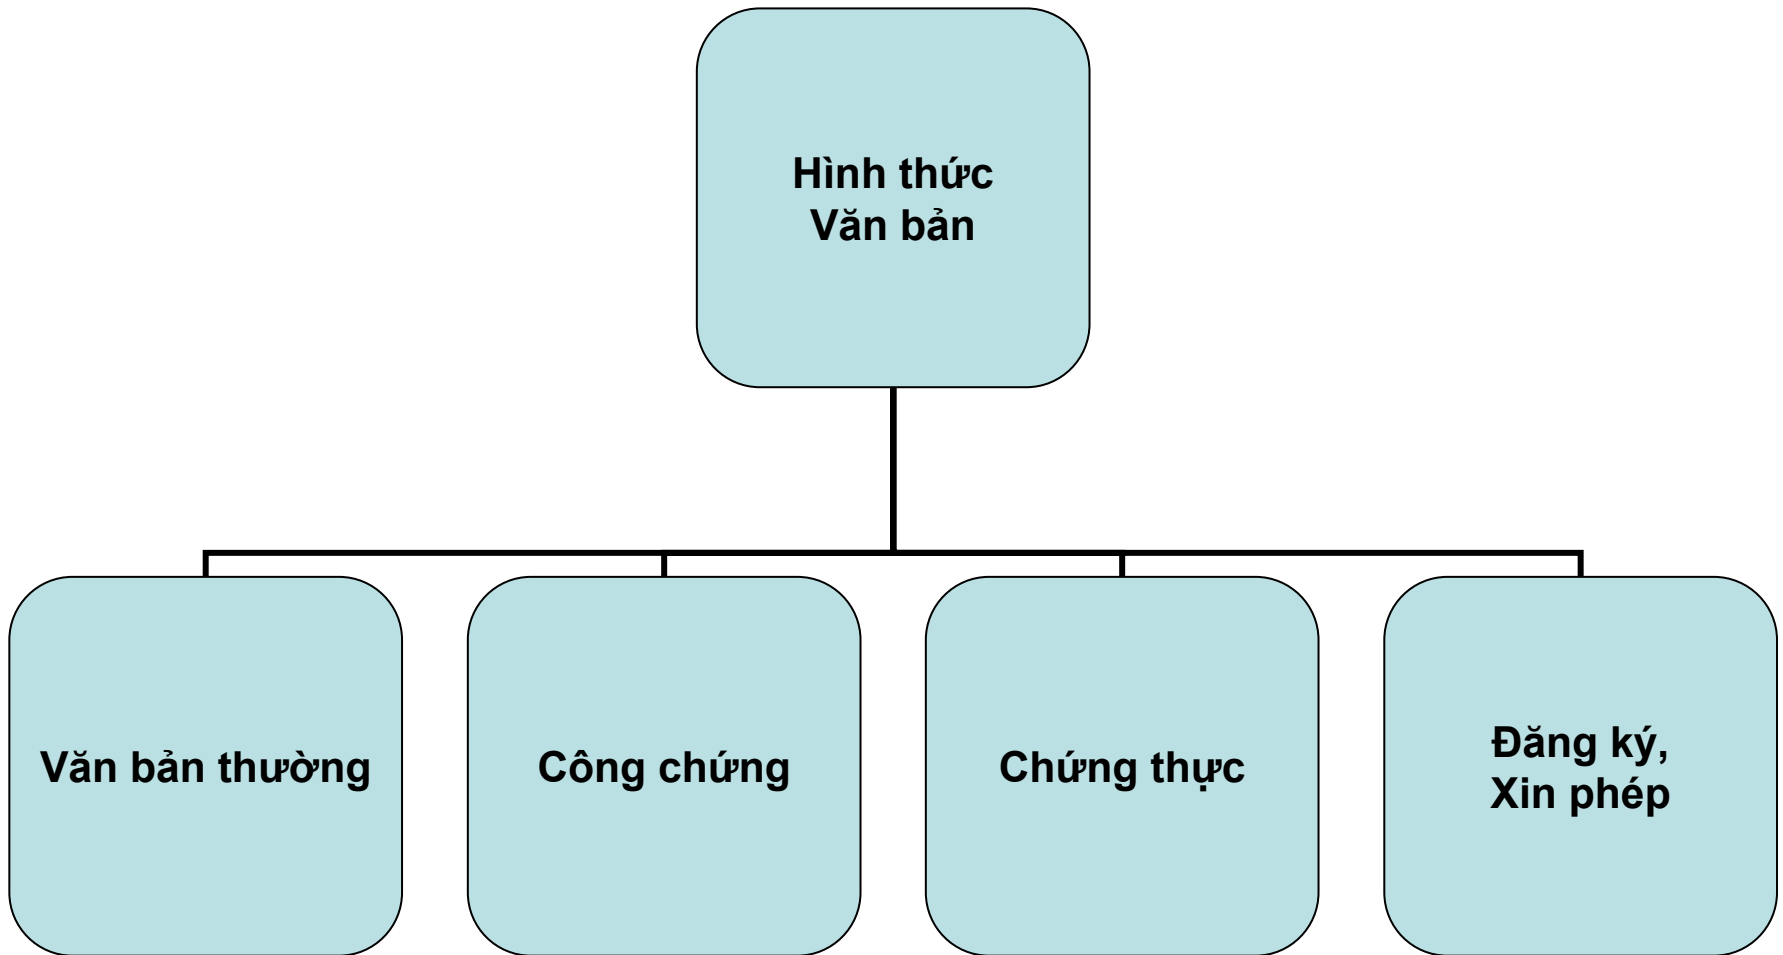 Hình thức
Văn bản
Văn bản thường
Công chứng
Chứng thực
Đăng ký,
Xin phép